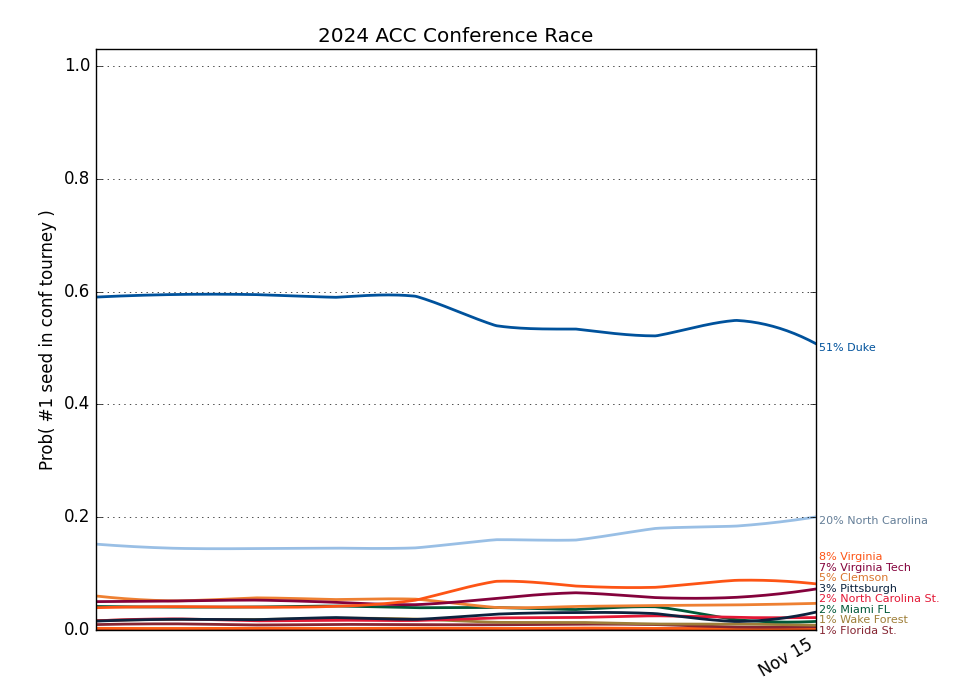 2024 ACC Conference Race
Prob( #1 seed in conf tourney )
1.0
0.8
0.6
0.4
0.2
0.0
51% Duke
20% North Carolina
8% Virginia
7% Virginia Tech
5% Clemson
3% Pittsburgh
2% North Carolina St.
2% Miami FL
1% Wake Forest
1% Florida St.
Nov 15